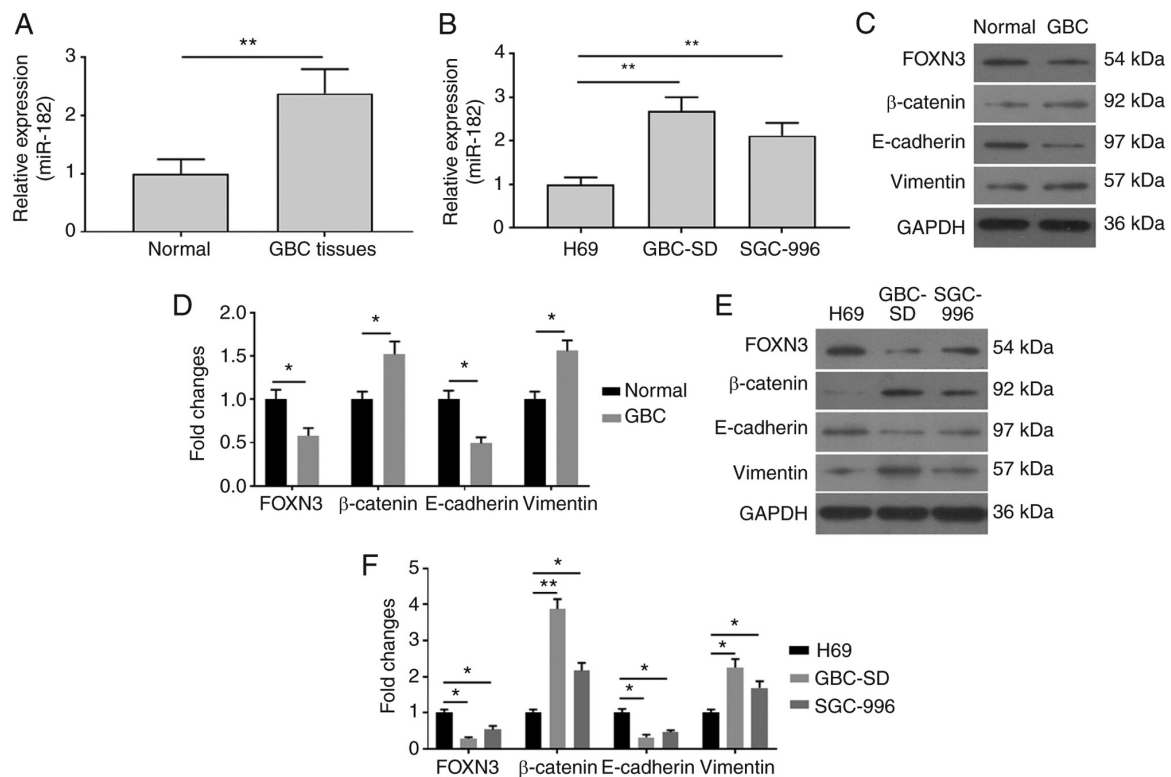 A
**
Relative expression
(miR-182)
3
2
1
0
Normal
GBC tissues
B
**
**
Relative expression
(miR-182)
4
3
2
1
0
H69
GBC-SD
SGC-996
C
Normal GBC
FOXN3
54 kDa
β-catenin
92 kDa
E-cadherin
97 kDa
Vimentin
57 kDa
GAPDH
36 kDa
D
Fold changes
2.0
1.5
1.0
0.5
0.0
*
*
*
*
FOXN3
β-catenin
E-cadherin
Vimentin
Normal
GBC
E
H69
GBC-
SD
SGC-
996
FOXN3
54 kDa
β-catenin
92 kDa
E-cadherin
97 kDa
Vimentin
57 kDa
GAPDH
36 kDa
F
Fold changes
5
4
3
2
1
0
*
*
*
**
*
*
*
*
FOXN3
β-catenin
E-cadherin
Vimentin
H69
GBC-SD
SGC-996